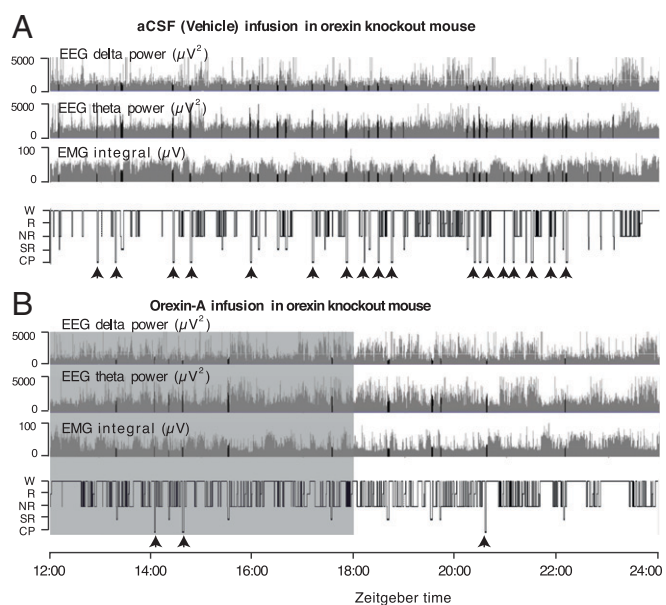 A
aCSF (Vehicle) infusion in orexin knockout mouse
EEG delta power (µV²)
5000
0
EEG theta power (µV²)
5000
0
EMG integral (µV)
100
0
W
R
NR
SR
CP
B
Orexin-A infusion in orexin knockout mouse
EEG delta power (µV²)
5000
0
EEG theta power (µV²)
5000
0
EMG integral (µV)
100
0
W
R
NR
SR
CP
12:00 14:00 16:00 18:00 20:00 22:00 24:00
Zeitgeber time